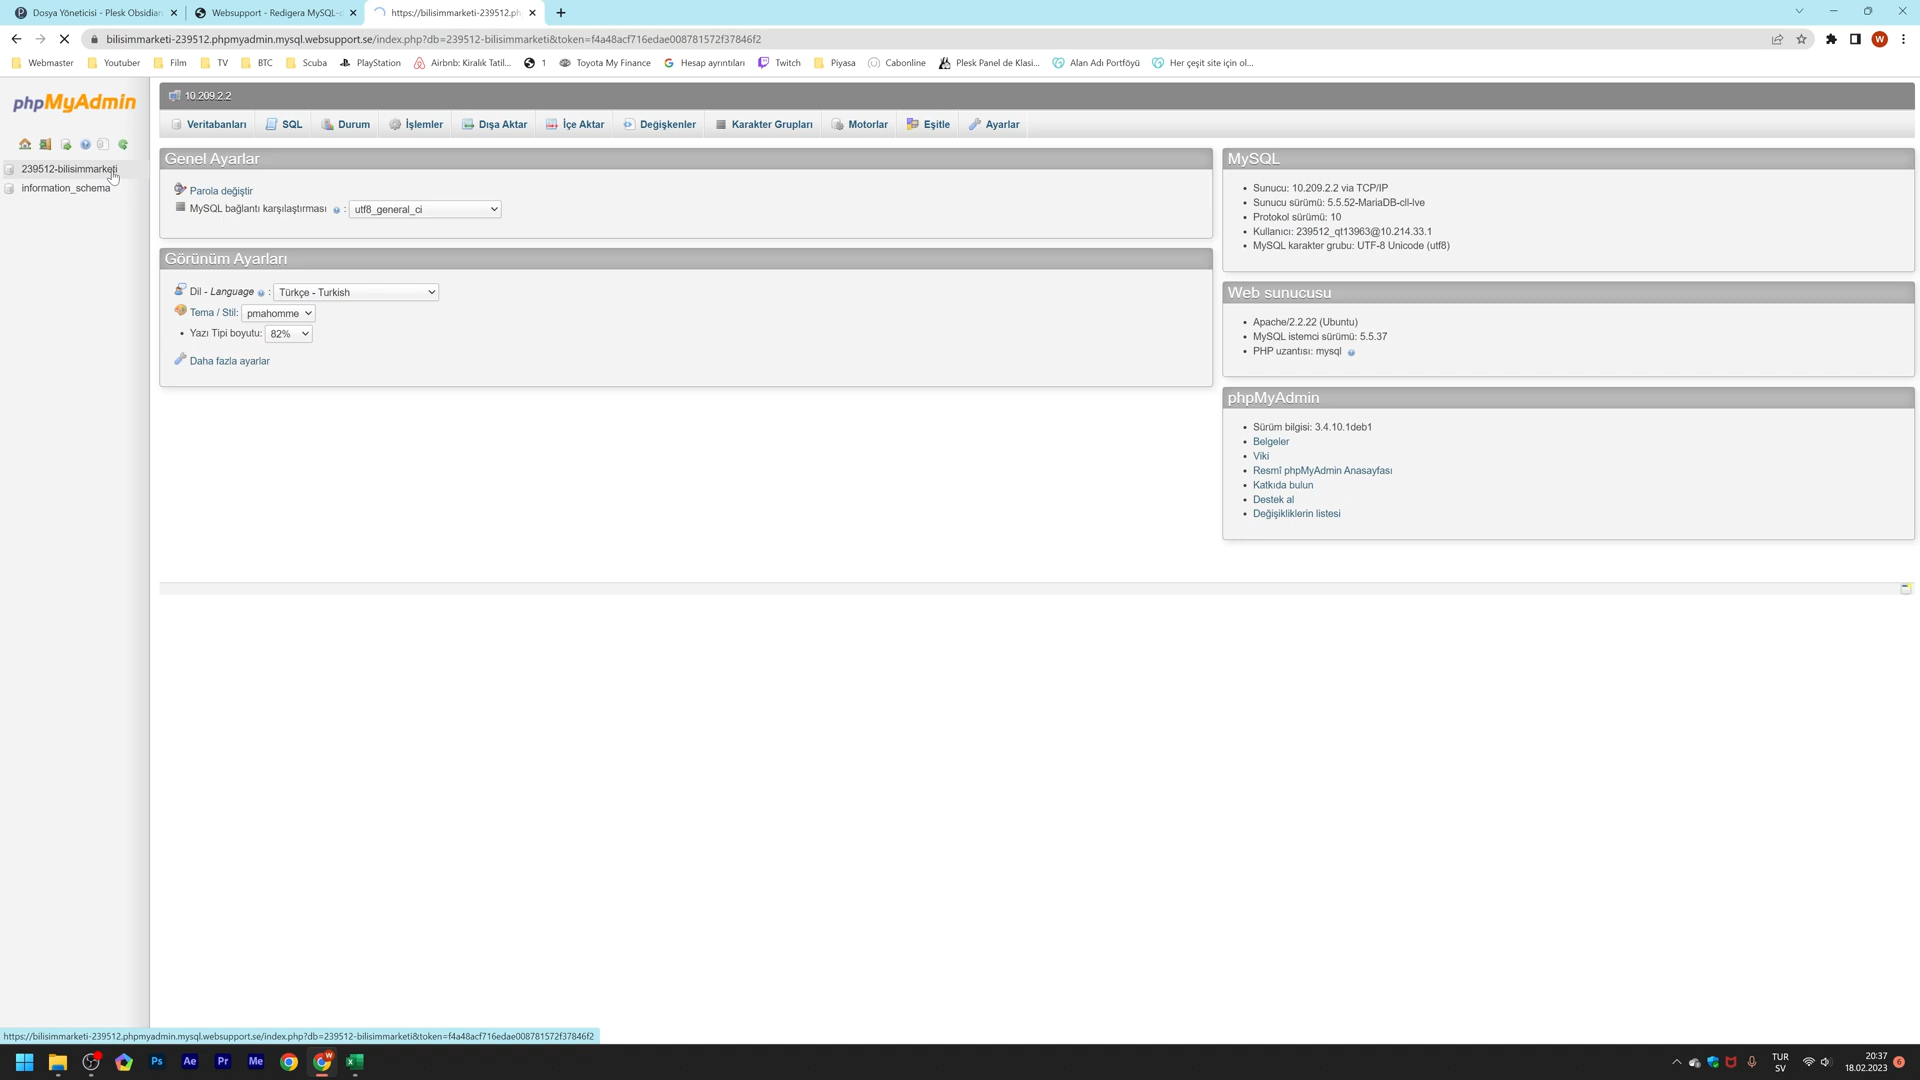 Dosya Yöneticisi - Plesk Obsidian
Websupport - Redigera MySQL-d
https://bilisimmarketi-239512.ph
bilisimmarketi-239512.phpmyadmin.mysql.websupport.se/index.php?db=239512-bilisimmarketi&token=f4a48acf716edae008781572f37846f2
W
Webmaster
Youtuber
Film
TV
BTC
Scuba
PlayStation
Airbnb: Kiralık Tatil...
1
Toyota My Finance
Hesap ayrıntıları
Twitch
Piyasa
Cabonline
Plesk Panel de Klasi...
Alan Adı Portföyü
Her çeşit site için ol...
phpMyAdmin
239512-bilisimmarketi
information_schema
10.209.2.2
Veritabanları
SQL
Durum
İşlemler
Dışa Aktar
İçe Aktar
Değişkenler
Karakter Grupları
Motorlar
Eşitle
Ayarlar
Genel Ayarlar
Parola değiştir
MySQL bağlantı karşılaştırması : utf8_general_ci
Görünüm Ayarları
Dil - Language : Türkçe - Turkish
Tema / Stil: pmahomme
• Yazı Tipi boyutu: 82%
Daha fazla ayarlar
MySQL
• Sunucu: 10.209.2.2 via TCP/IP
• Sunucu sürümü: 5.5.52-MariaDB-cll-lve
• Protokol sürümü: 10
• Kullanıcı: 239512_qt13963@10.214.33.1
• MySQL karakter grubu: UTF-8 Unicode (utf8)
Web sunucusu
• Apache/2.2.22 (Ubuntu)
• MySQL istemci sürümü: 5.5.37
• PHP uzantısı: mysql
phpMyAdmin
• Sürüm bilgisi: 3.4.10.1deb1
• Belgeler
• Viki
• Resmî phpMyAdmin Anasayfası
• Katkıda bulun
• Destek al
• Değişikliklerin listesi
https://bilisimmarketi-239512.phpmyadmin.mysql.websupport.se/index.php?db=239512-bilisimmarketi&token=f4a48acf716edae008781572f37846f2
Ps
Ae
Pr
Me
W
TUR
SV
20:37
18.02.2023
6